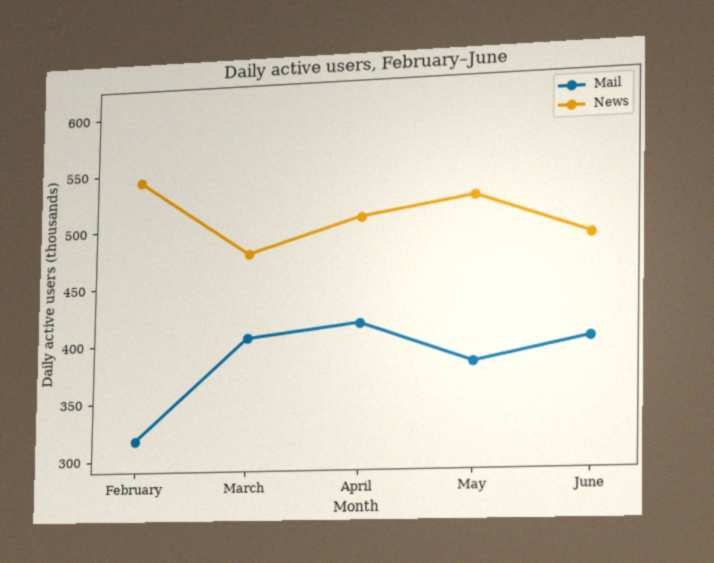 Daily active users, February–June
Mail
News
600
550
500
450
400
350
300
Daily active users (thousands)
February March April May June
Month